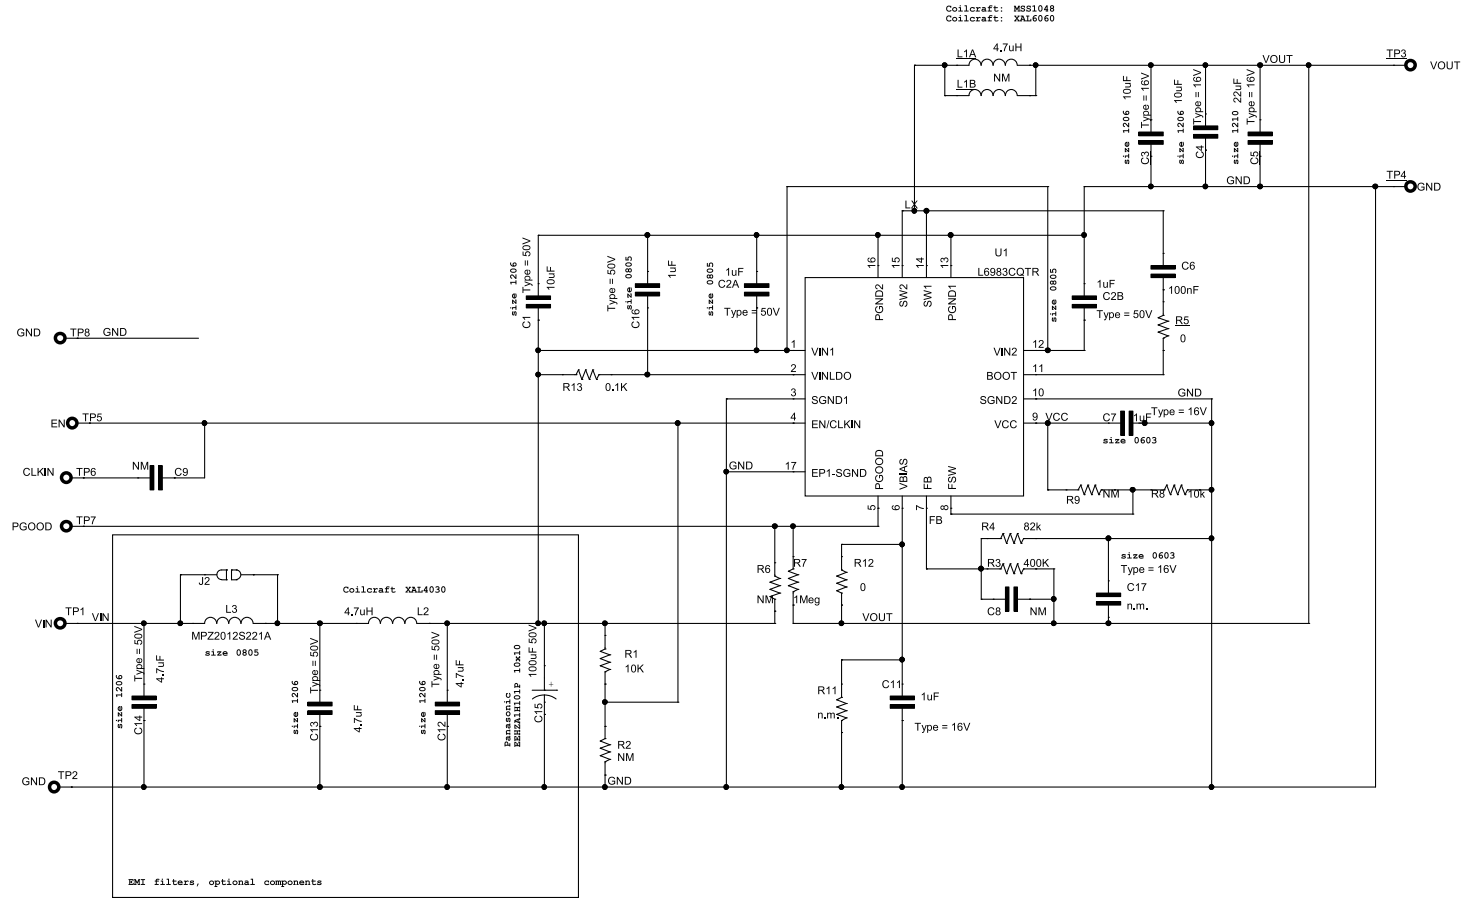 Coilcraft: MSS1048
Coilcraft: XAL6060
L1A
4.7uH
NM
L1B
VOUT
TP3
VOUT
size 1206
10uF
Type = 16V
C3
size 1206
10uF
Type = 16V
C4
size 1210
22uF
Type = 16V
C5
GND
TP4
GND
size 1206
Type = 50V
10uF
C1
Type = 50V
size 0805
1uF
C16
size 0805
1uF
C2A
Type = 50V
16
15
14
13
U1
L6983CQTR
PGND2
SW2
SW1
PGND1
size 0805
1uF
C2B
Type = 50V
C6
100nF
R5
0
GND
TP8
GND
1
VIN1
VIN2
12
R13
0.1K
2
VINLDO
BOOT
11
3
SGND1
SGND2
10
GND
EN
TP5
4
EN/CLKIN
VCC
9
VCC
C7
1uF
Type = 16V
size 0603
CLKIN
TP6
NM
C9
GND
17
EP1-SGND
PGOOD
VBIAS
FB
FSW
R9
NM
R8
10k
PGOOD
TP7
5
6
7
8
FB
R4
82k
R3
400K
C8
NM
size 0603
Type = 16V
C17
n.m.
R6
NM
R7
1Meg
R12
0
VOUT
J2
L3
MPZ2012S221A
size 0805
Coilcraft XAL4030
4.7uH
L2
VIN
TP1
VIN
size 1206
Type = 50V
4.7uF
C14
size 1206
Type = 50V
4.7uF
C13
size 1206
Type = 50V
4.7uF
C12
Panasonic
EEHZA1H101P 10x10
100uF 50V
+
C15
R1
10K
R2
NM
R11
n.m.
C11
1uF
Type = 16V
GND
TP2
GND
EMI filters, optional components